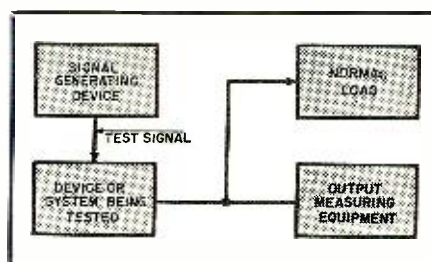 SIGNAL
GENERATING
DEVICE
TEST SIGNAL
DEVICE OR
SYSTEM BEING
TESTED
NORMAL
LOAD
OUTPUT
MEASURING
EQUIPMENT